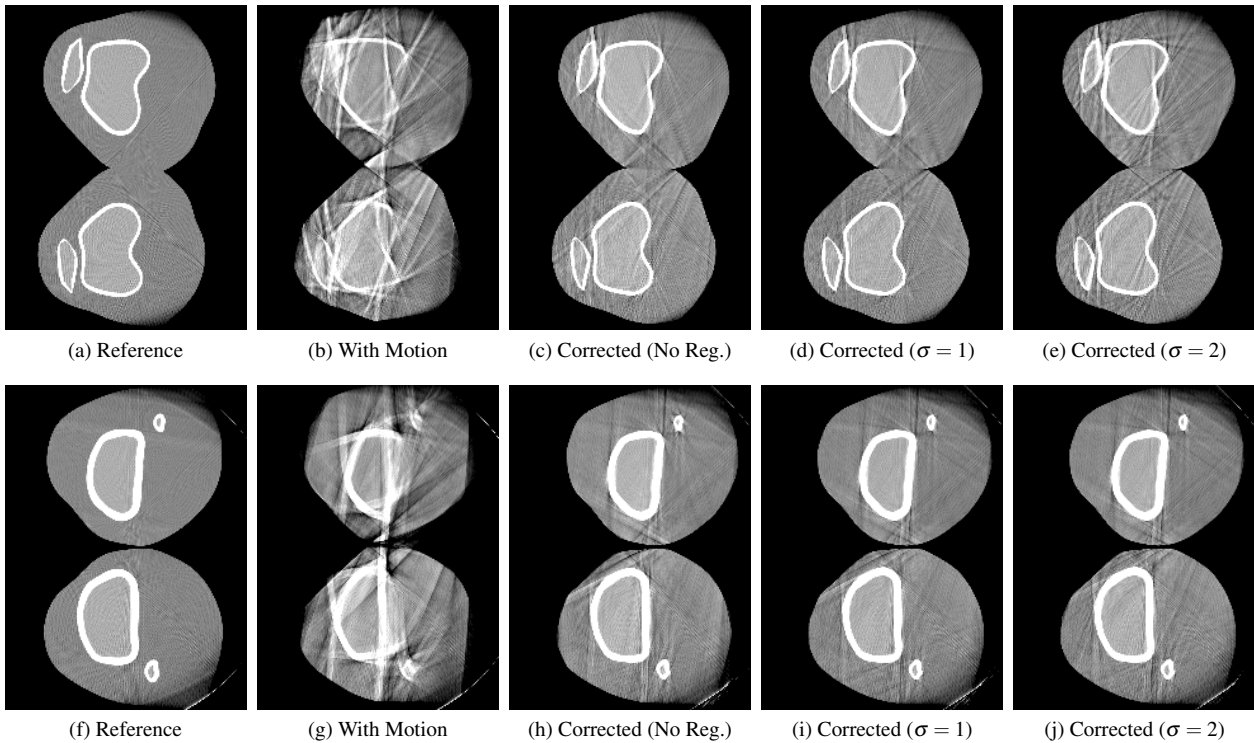 (a) Reference
(b) With Motion
(c) Corrected (No Reg.)
(d) Corrected (σ = 1)
(e) Corrected (σ = 2)
(f) Reference
(g) With Motion
(h) Corrected (No Reg.)
(i) Corrected (σ = 1)
(j) Corrected (σ = 2)